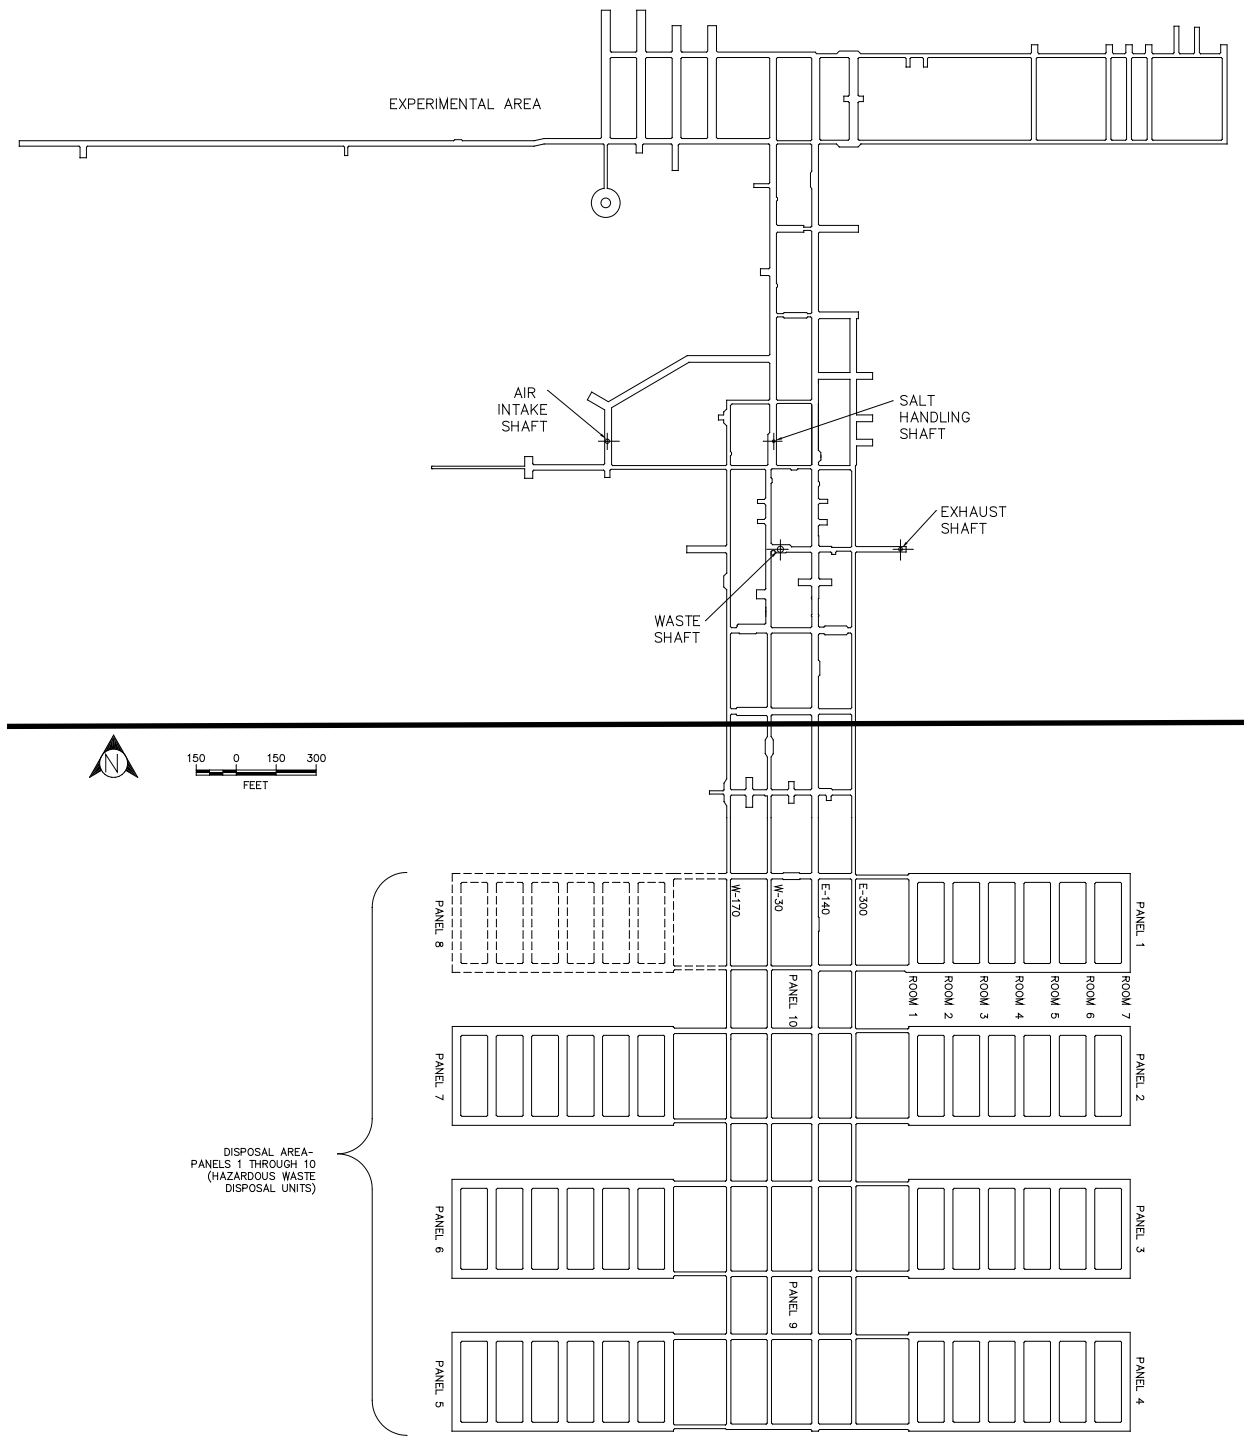 EXPERIMENTAL AREA
AIR
INTAKE
SHAFT
SALT
HANDLING
SHAFT
EXHAUST
SHAFT
WASTE
SHAFT
N
150 0 150 300
FEET
W-170
W-30
E-140
E-300
PANEL 8
PANEL 1
PANEL 10
ROOM 1
ROOM 2
ROOM 3
ROOM 4
ROOM 5
ROOM 6
ROOM 7
PANEL 7
PANEL 2
DISPOSAL AREA-
PANELS 1 THROUGH 10
(HAZARDOUS WASTE
DISPOSAL UNITS)
PANEL 6
PANEL 3
PANEL 9
PANEL 5
PANEL 4